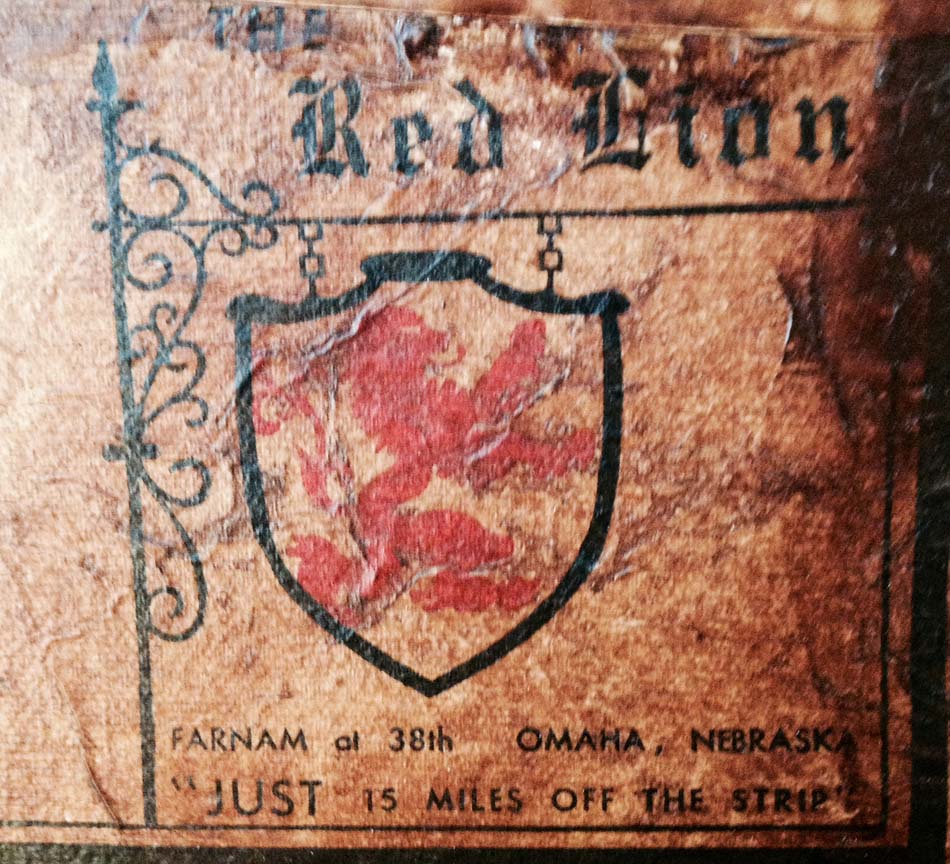 THE
Red Lion
FARNAM at 38th OMAHA, NEBRASKA
"JUST 15 MILES OFF THE STRIP"